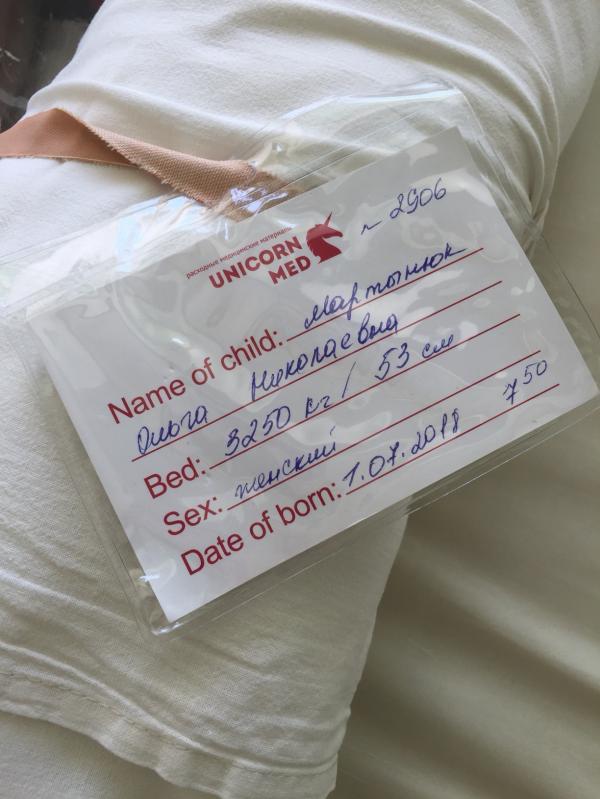 расходные медицинские материалы
UNICORN
MED
~ 2906
Name of child: Мартынюк
Ольга Николаевна
Bed: 3250 кг / 53 см
Sex: женский
Date of born: 1.07.2018 7 50